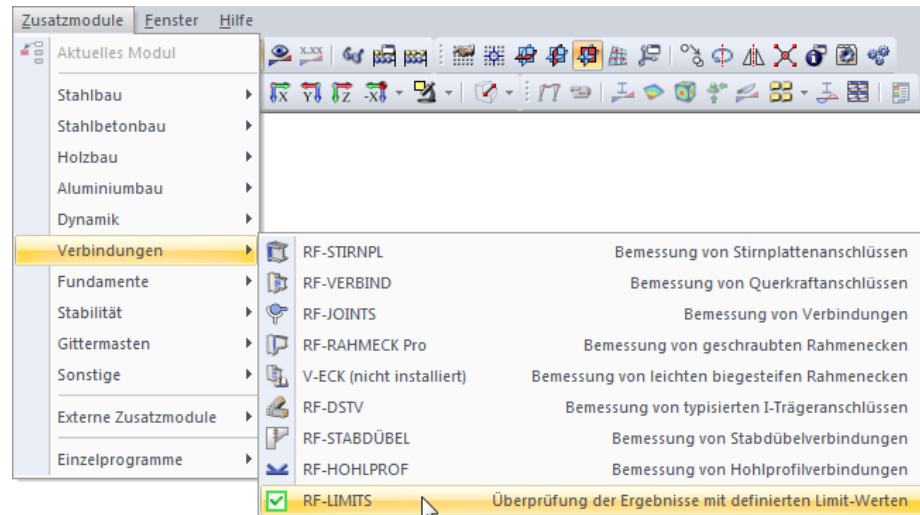 Zusatzmodule Fenster Hilfe
Aktuelles Modul
Stahlbau
Stahlbetonbau
Holzbau
Aluminiumbau
Dynamik
Verbindungen
Fundamente
Stabilität
Gittermasten
Sonstige
Externe Zusatzmodule
Einzelprogramme
x.xx
X Y Z -X
RF-STIRNPL Bemessung von Stirnplattenanschlüssen
RF-VERBIND Bemessung von Querkraftanschlüssen
RF-JOINTS Bemessung von Verbindungen
RF-RAHMECK Pro Bemessung von geschraubten Rahmenecken
V-ECK (nicht installiert) Bemessung von leichten biegesteifen Rahmenecken
RF-DSTV Bemessung von typisierten I-Trägeranschlüssen
RF-STABDÜBEL Bemessung von Stabdübelverbindungen
RF-HOHLPROF Bemessung von Hohlprofilverbindungen
RF-LIMITS Überprüfung der Ergebnisse mit definierten Limit-Werten